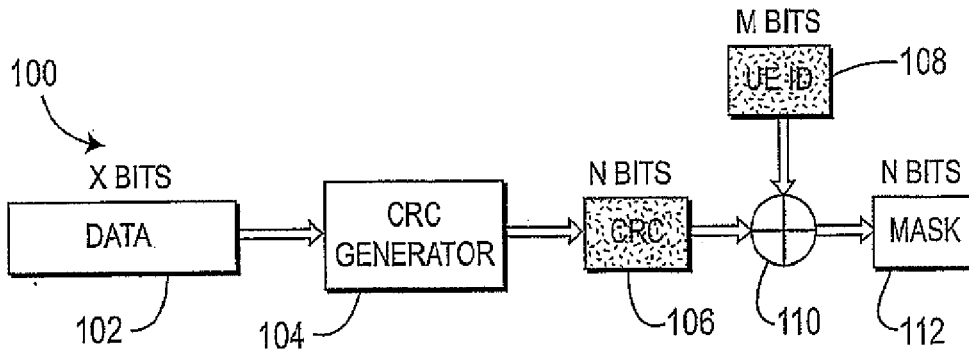 M BITS
100
UE ID
108
X BITS
N BITS
N BITS
DATA
CRC
GENERATOR
CRC
MASK
102
104
106
110
112